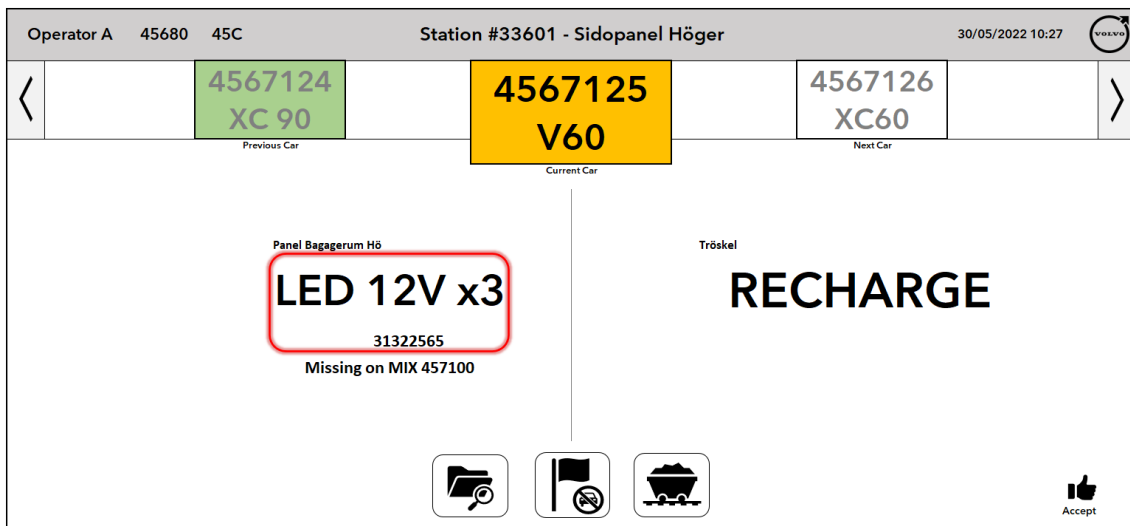 Operator A 45680 45C Station #33601 - Sidopanel Höger 30/05/2022 10:27 VOLVO
4567124
XC 90
Previous Car
4567125
V60
Current Car
4567126
XC60
Next Car
Panel Bagagerum Hö
LED 12V x3
31322565
Missing on MIX 457100
Tröskel
RECHARGE
Accept